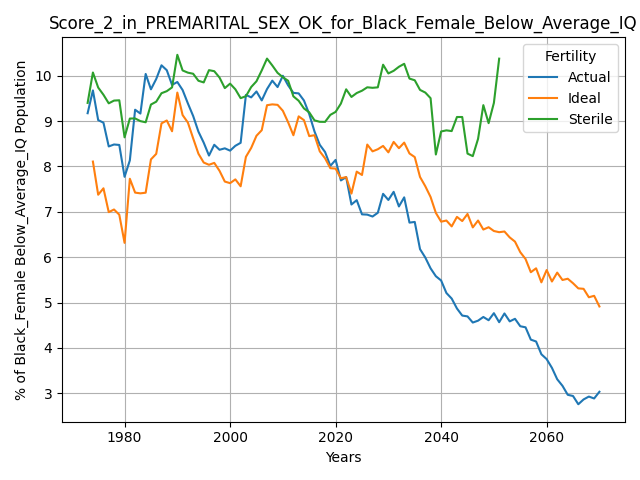 Score_2_in_PREMARITAL_SEX_OK_for_Black_Female_Below_Average_IQ
% of Black_Female Below_Average_IQ Population
10
9
8
7
6
5
4
3
Fertility
Actual
Ideal
Sterile
1980 2000 2020 2040 2060
Years